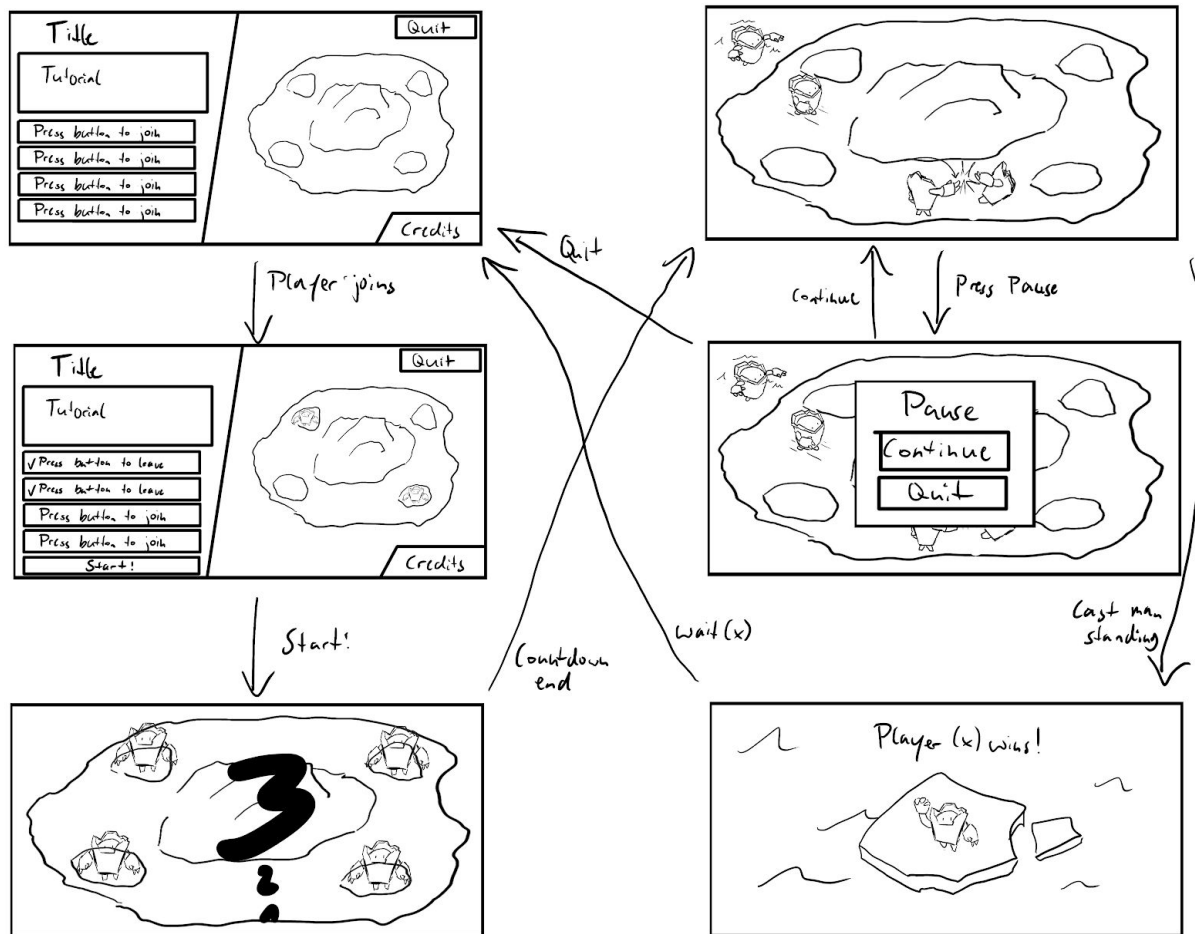 Title
Quit
Tutorial
Press button to join
Press button to join
Press button to join
Press button to join
Credits
Player joins
Title
Quit
Tutorial
✓ Press button to leave
✓ Press button to leave
Press button to join
Press button to join
Start!
Credits
Start!
3
2
1
Countdown
end
Quit
wait (x)
Continue
Press Pause
Pause
Continue
Quit
Last man
standing
Player (x) wins!